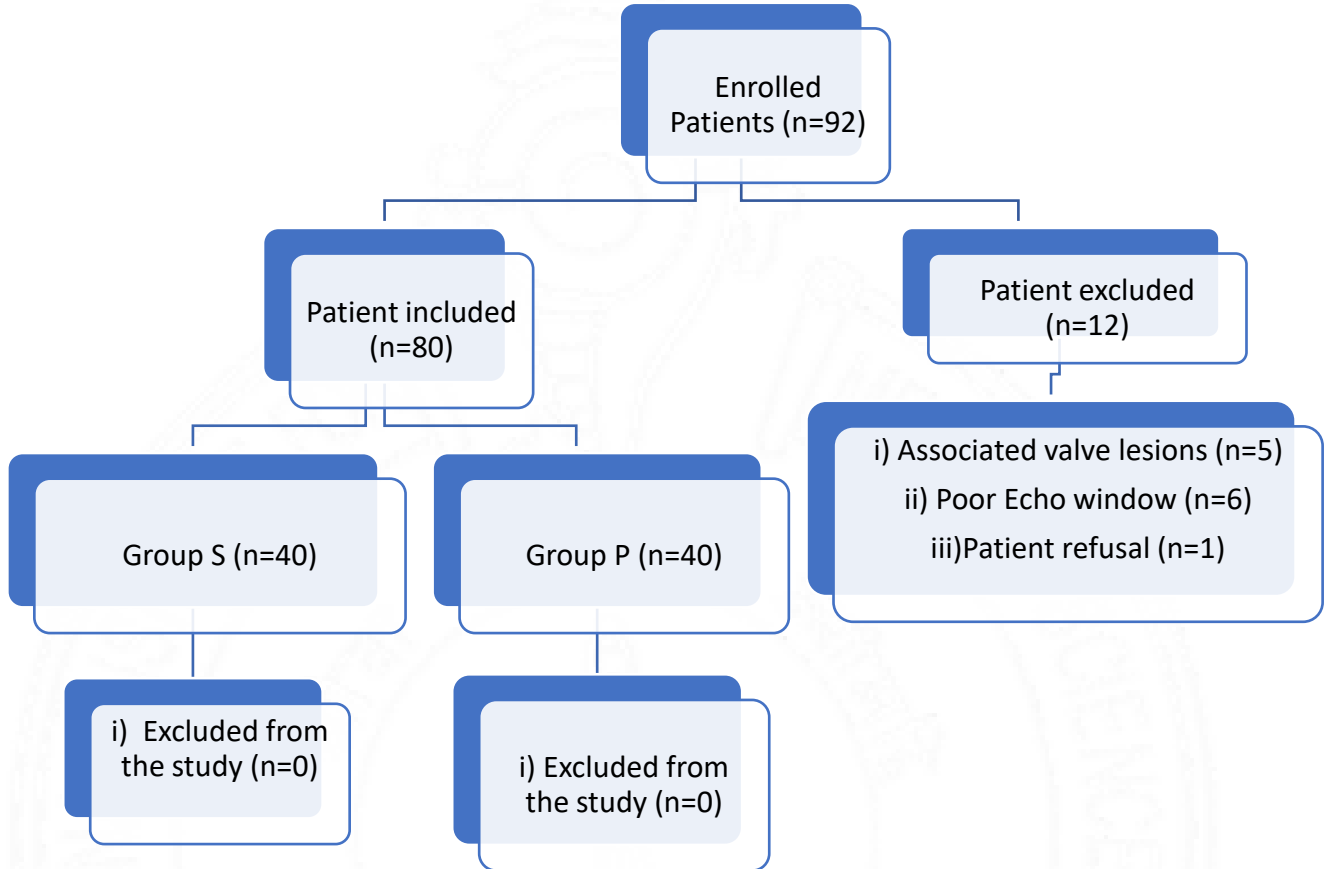 Enrolled
Patients (n=92)
Patient included
(n=80)
Patient excluded
(n=12)
i) Associated valve lesions (n=5)
ii) Poor Echo window (n=6)
iii)Patient refusal (n=1)
Group S (n=40)
Group P (n=40)
i) Excluded from
the study (n=0)
i) Excluded from
the study (n=0)